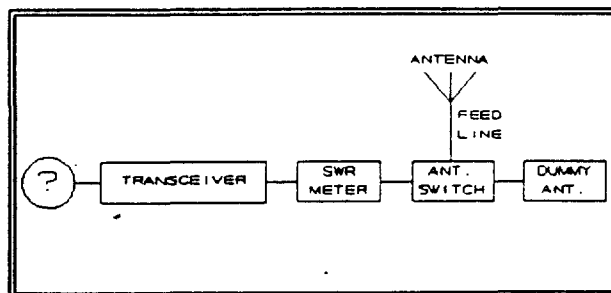 ANTENNA
FEED
LINE
?
TRANSCEIVER
SWR
METER
ANT.
SWITCH
DUMMY
ANT.